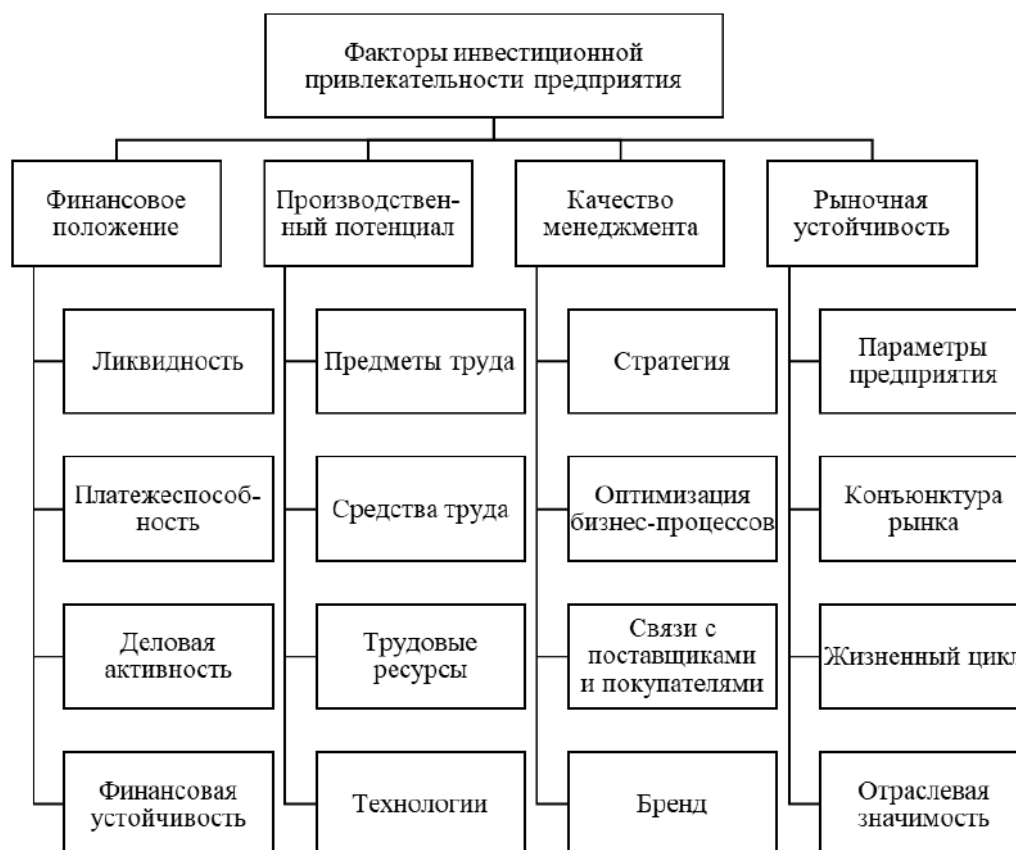 Факторы инвестиционной
привлекательности предприятия
Финансовое
положение
Производствен-
ный потенциал
Качество
менеджмента
Рыночная
устойчивость
Ликвидность
Предметы труда
Стратегия
Параметры
предприятия
Платежеспособ-
ность
Средства труда
Оптимизация
бизнес-процессов
Конъюнктура
рынка
Деловая
активность
Трудовые
ресурсы
Связи с
поставщиками
и покупателями
Жизненный цикл
Финансовая
устойчивость
Технологии
Бренд
Отраслевая
значимость